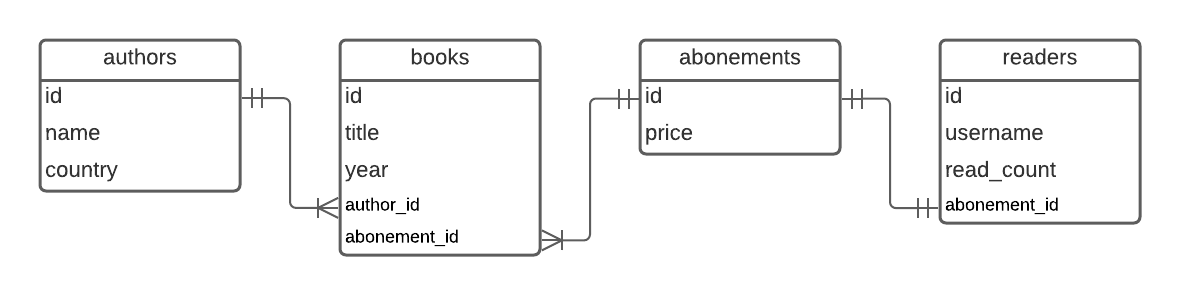 authors
id
name
country
books
id
title
year
author_id
abonement_id
abonements
id
price
readers
id
username
read_count
abonement_id